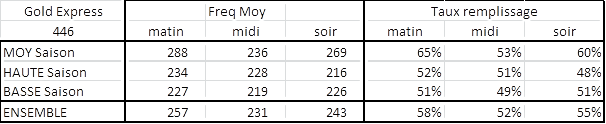 Gold Express Freq Moy Taux remplissage
446 matin midi soir matin midi soir
MOY Saison 288 236 269 65% 53% 60%
HAUTE Saison 234 228 216 52% 51% 48%
BASSE Saison 227 219 226 51% 49% 51%
ENSEMBLE 257 231 243 58% 52% 55%